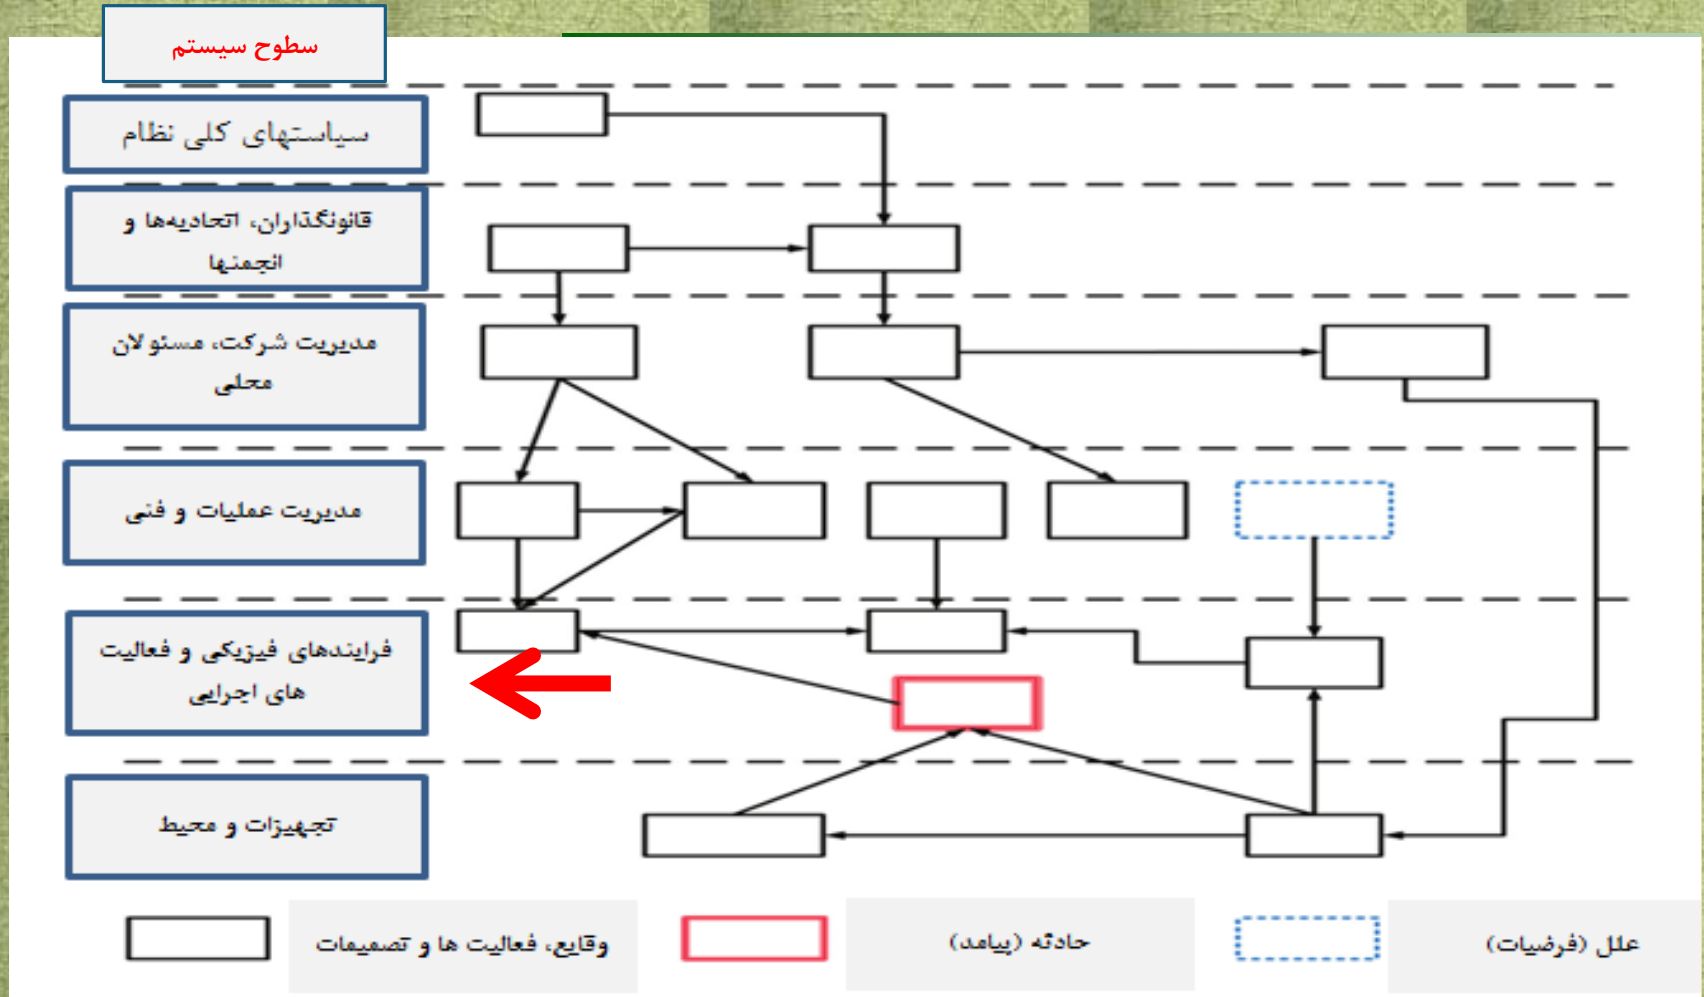 سطوح سیستم
سیاستهای کلی نظام
قانونگذاران، اتحادیه‌ها و
انجمنها
مدیریت شرکت، مسئولان
محلی
مدیریت عملیات و فنی
فرایندهای فیزیکی و فعالیت
های اجرایی
تجهیزات و محیط
علل (فرضیات)
حادثه (پیامد)
وقایع، فعالیت ها و تصمیمات